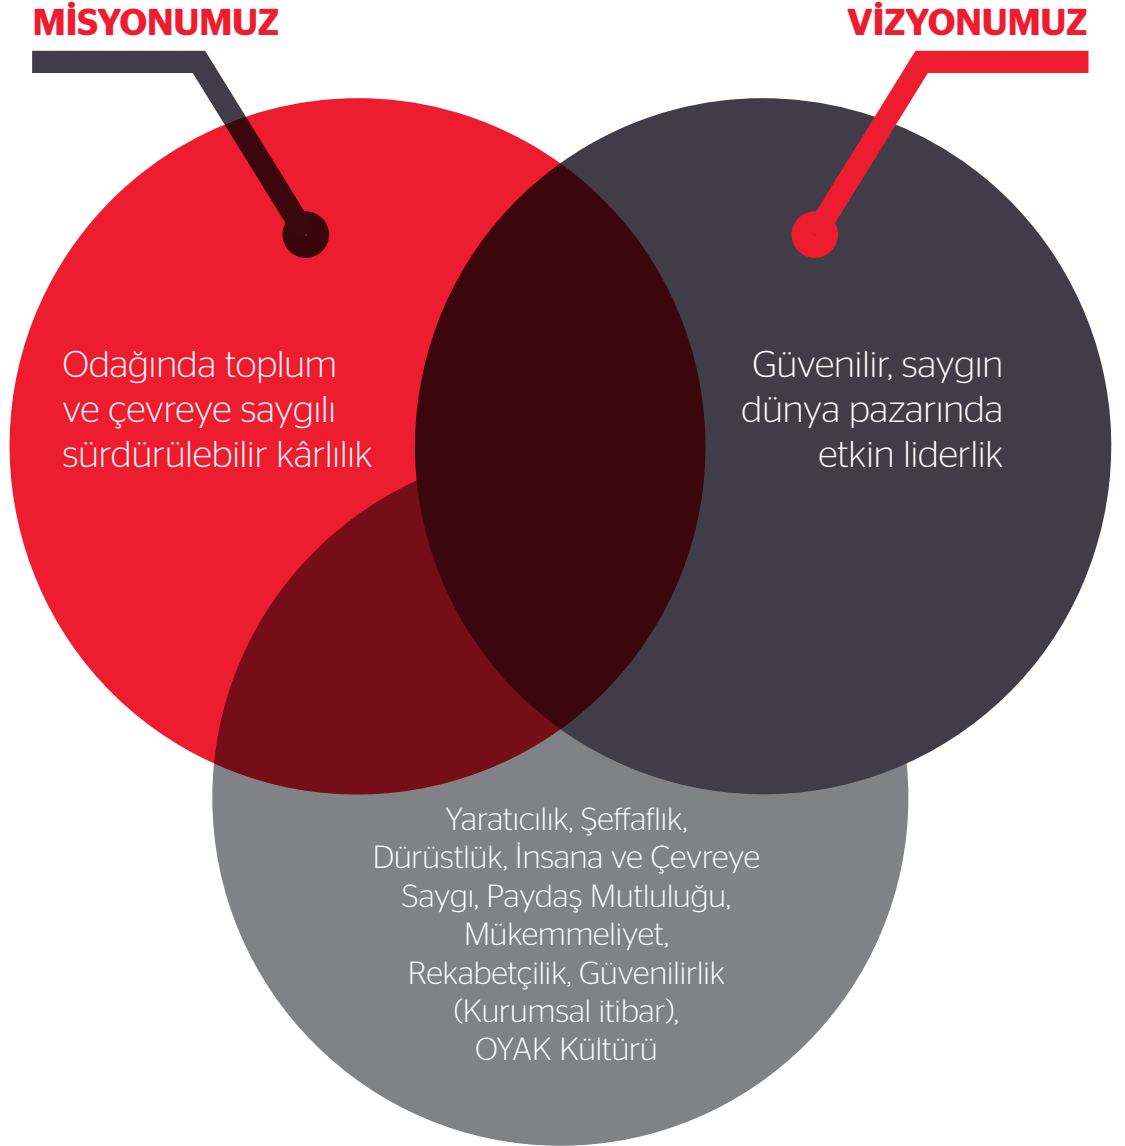 MİSYONUMUZ
VİZYONUMUZ
Odağında toplum
ve çevreye saygılı
sürdürülebilir kârlılık
Güvenilir, saygın
dünya pazarında
etkin liderlik
Yaratıcılık, Şeffaflık,
Dürüstlük, İnsana ve Çevreye
Saygı, Paydaş Mutluluğu,
Mükemmeliyet,
Rekabetçilik, Güvenilirlik
(Kurumsal itibar),
OYAK Kültürü